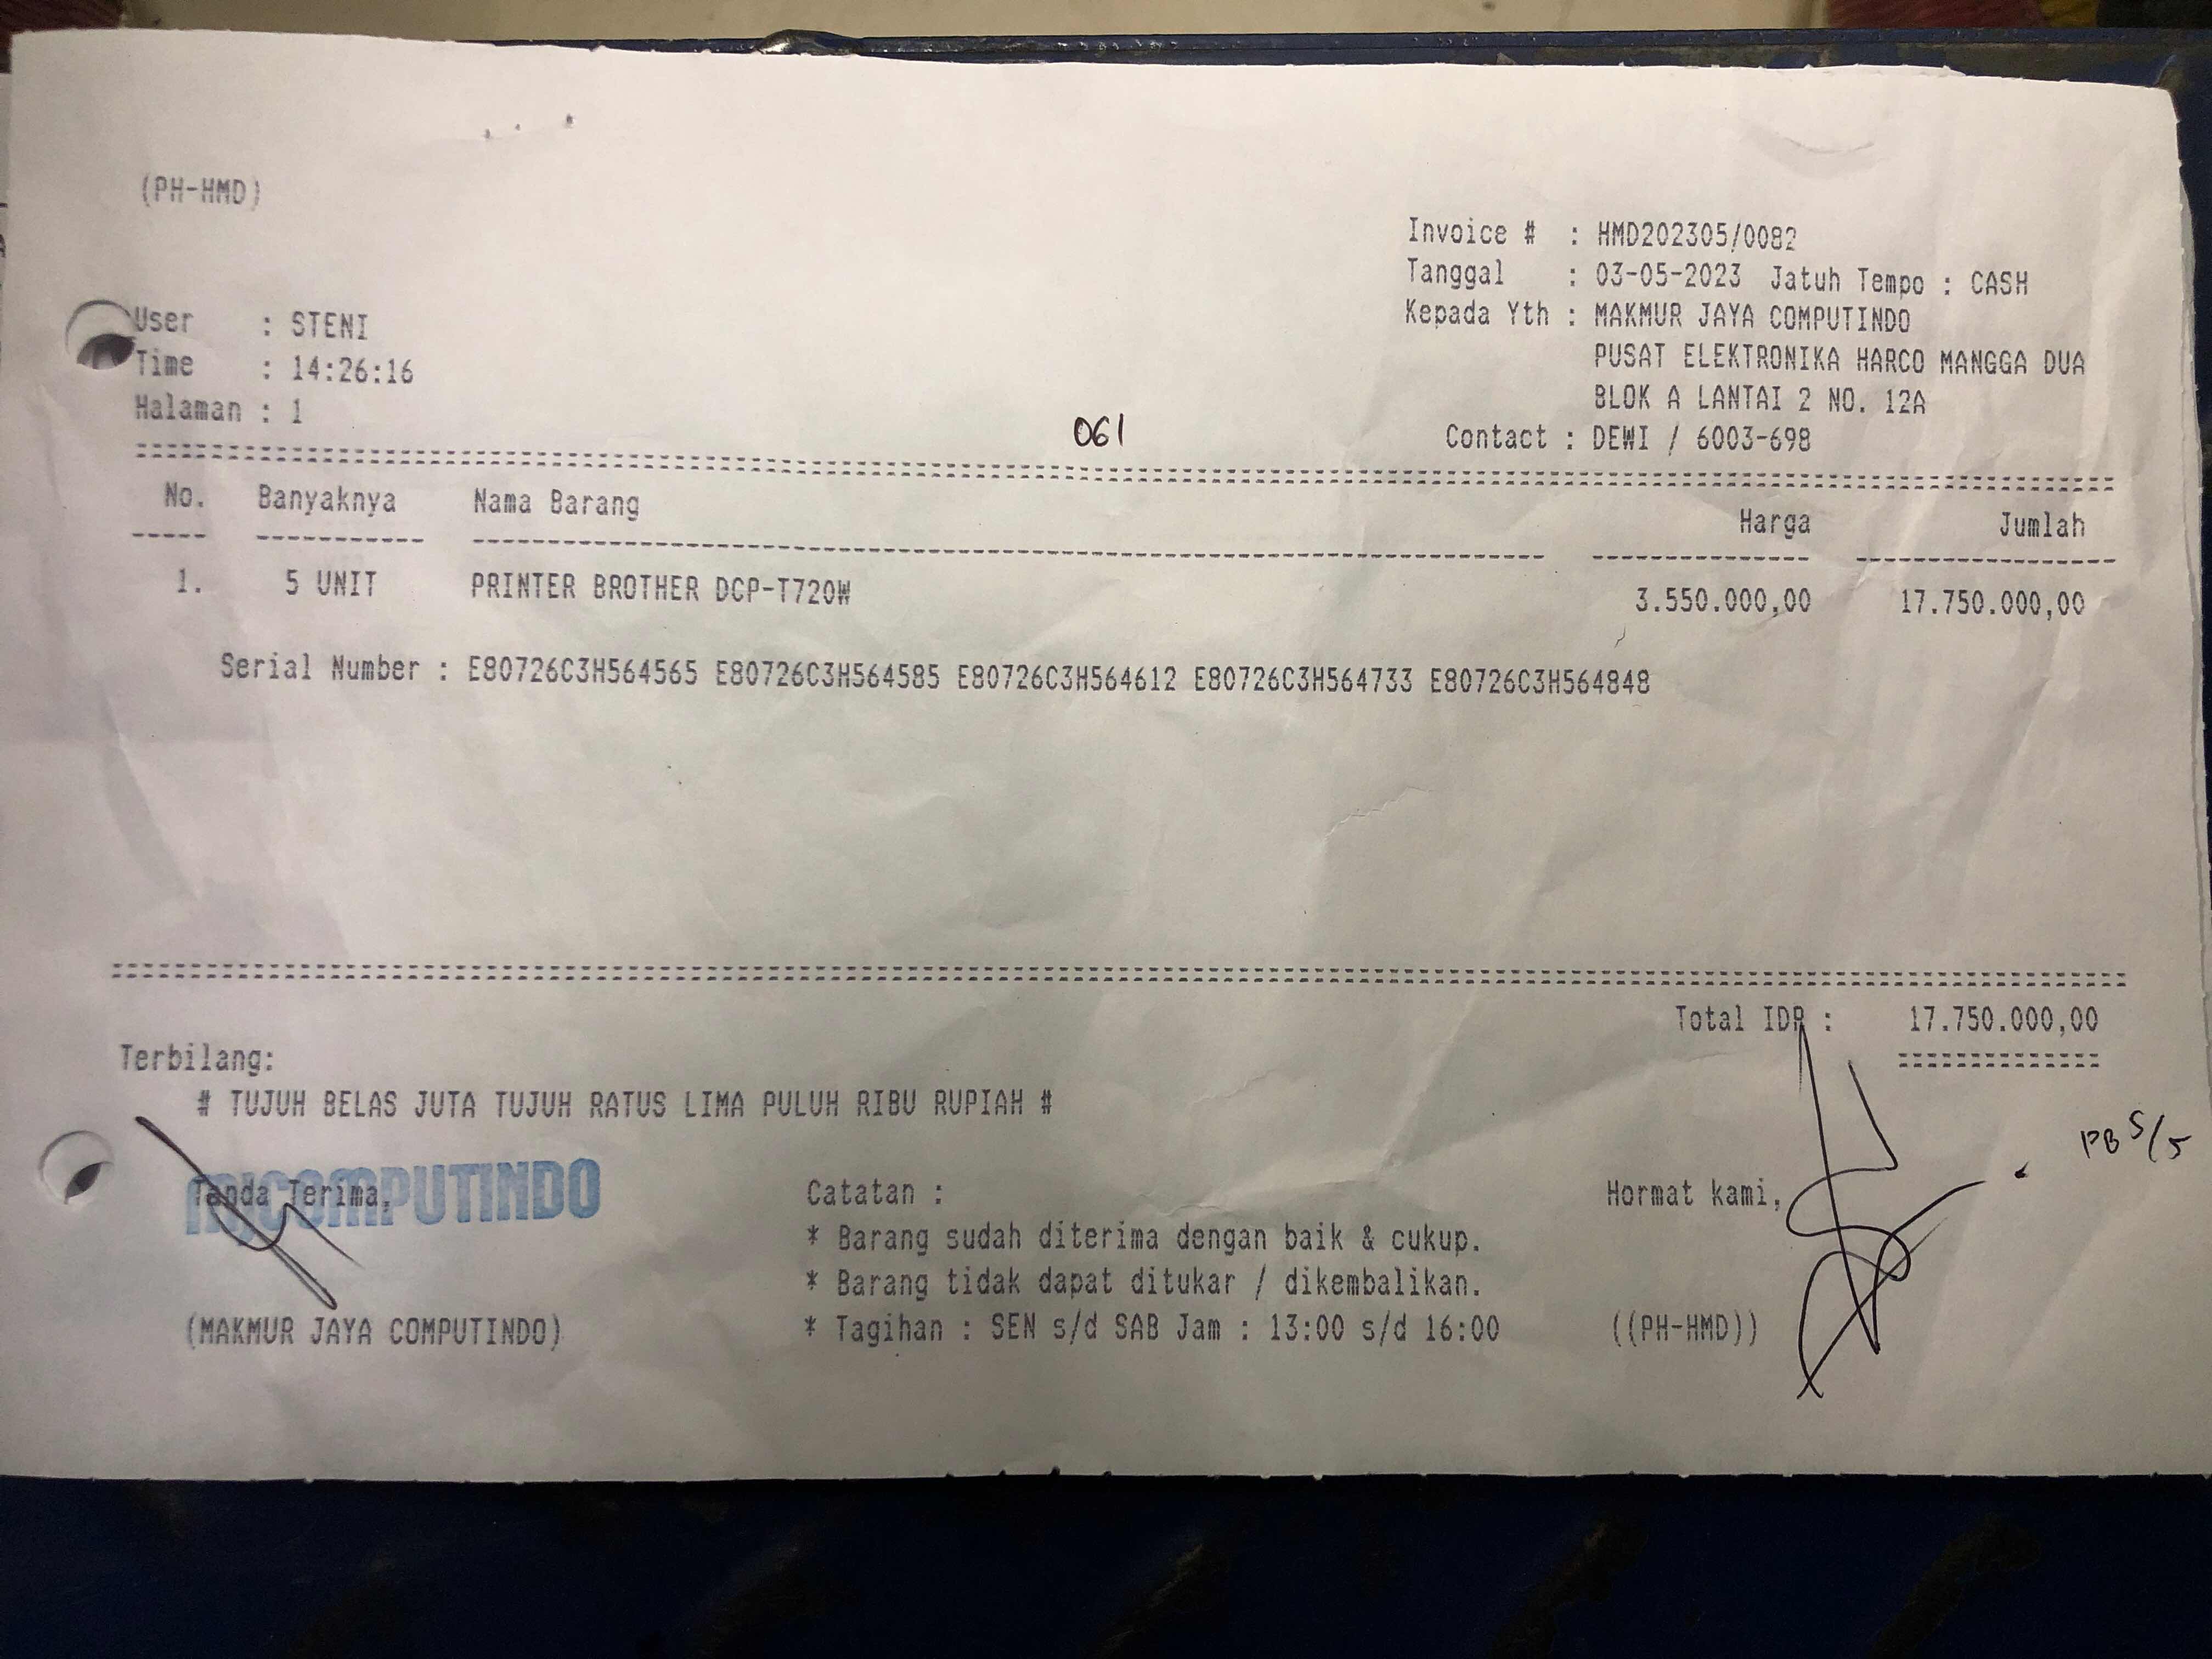 (PH-HMD)
Invoice # : HMD202305/0082
Tanggal : 03-05-2023 Jatuh Tempo : CASH
Kepada Yth : MAKMUR JAYA COMPUTINDO
PUSAT ELEKTRONIKA HARCO MANGGA DUA
BLOK A LANTAI 2 NO. 12A
Contact : DEWI / 6003-698
User : STENI
Time : 14:26:16
Halaman : 1
061
No. Banyaknya Nama Barang Harga Jumlah
1. 5 UNIT PRINTER BROTHER DCP-T720W 3.550.000,00 17.750.000,00
Serial Number : E80726C3H564565 E80726C3H564585 E80726C3H564612 E80726C3H564733 E80726C3H564848
Total IDR : 17.750.000,00
Terbilang:
# TUJUH BELAS JUTA TUJUH RATUS LIMA PULUH RIBU RUPIAH #
PB 5/5
mjcomPUTINDO
Tanda Terima,
Catatan :
Hormat kami,
* Barang sudah diterima dengan baik & cukup.
* Barang tidak dapat ditukar / dikembalikan.
* Tagihan : SEN s/d SAB Jam : 13:00 s/d 16:00
(MAKMUR JAYA COMPUTINDO)
((PH-HMD))